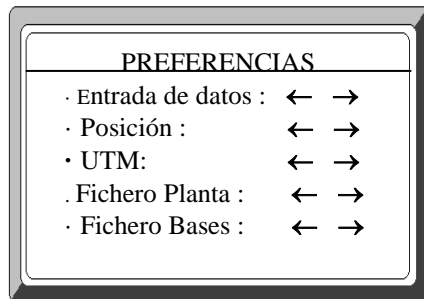 PREFERENCIAS
· Entrada de datos : ← →
· Posición : ← →
· UTM: ← →
. Fichero Planta : ← →
· Fichero Bases : ← →